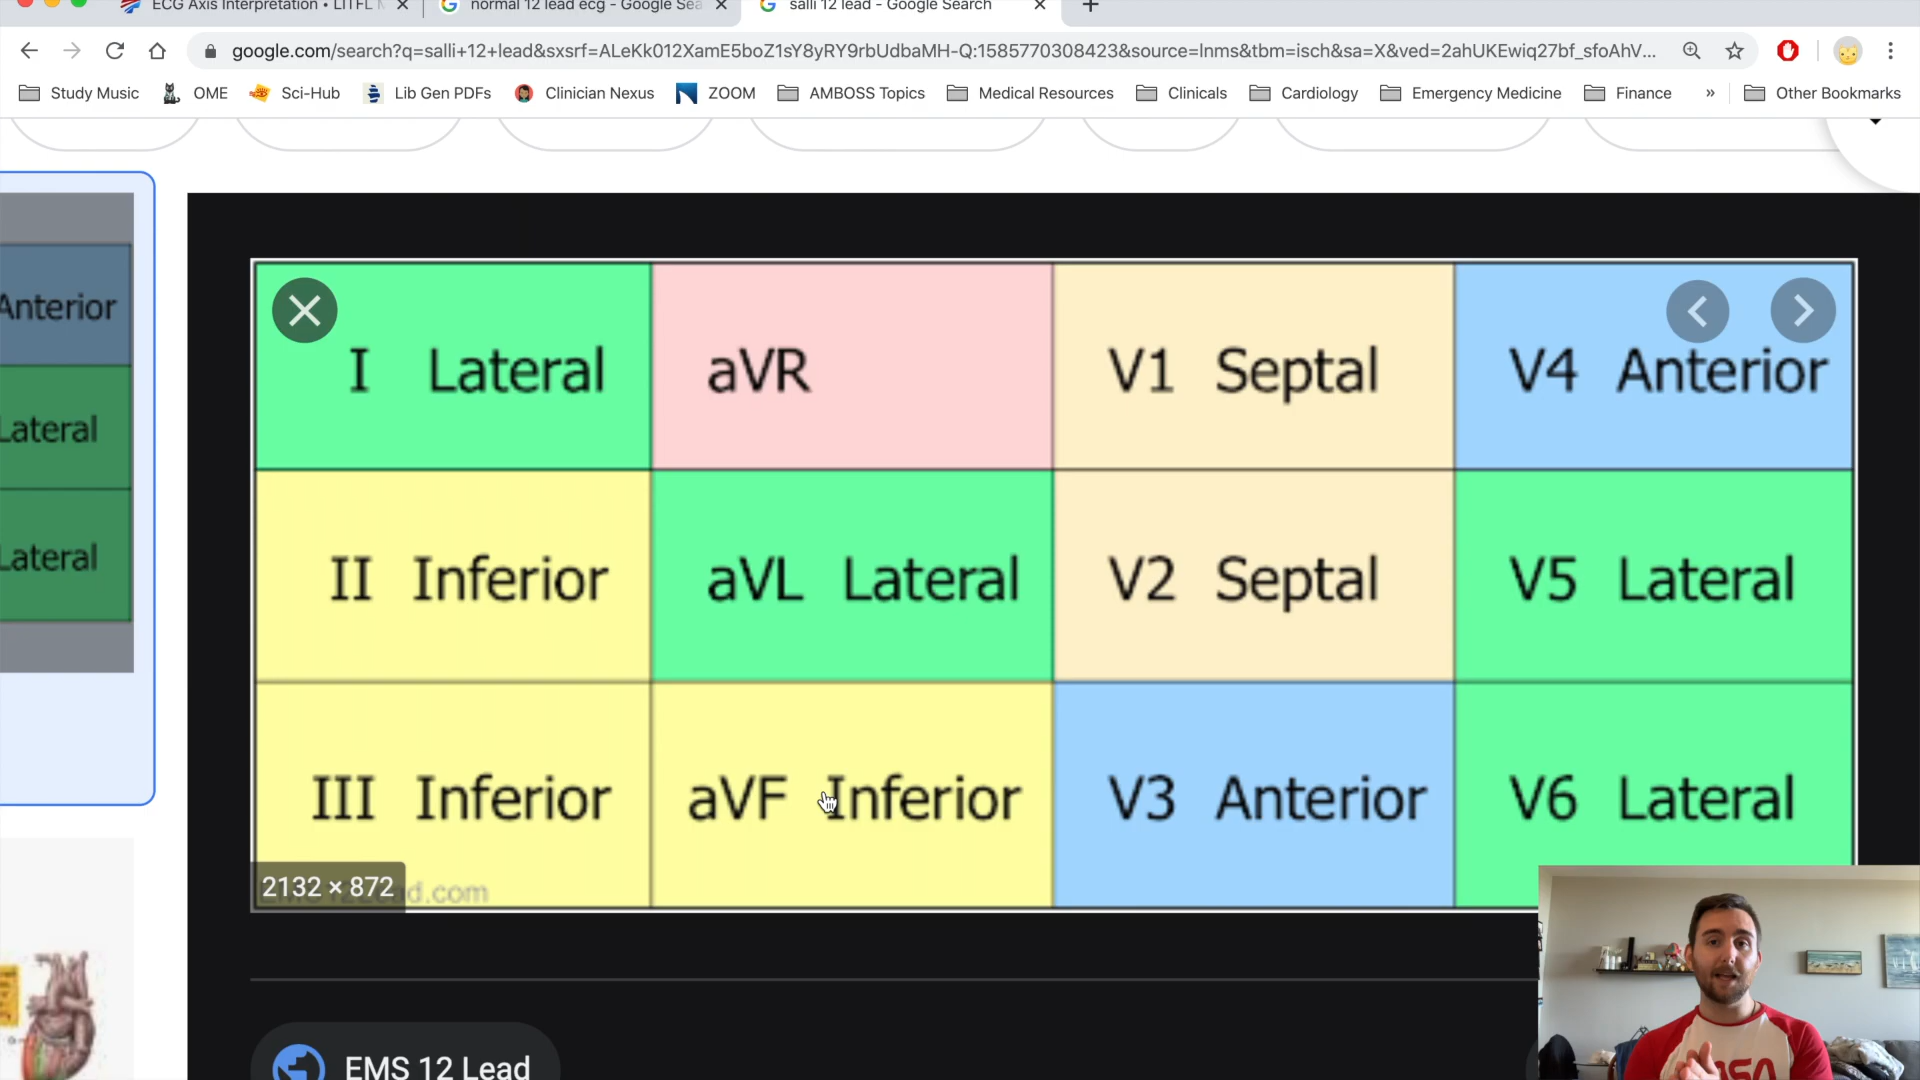 ECG Axis Interpretation • LITFL
normal 12 lead ecg - Google Sea
salli 12 lead - Google Search
google.com/search?q=salli+12+lead&sxsrf=ALeKk012XamE5boZ1sY8yRY9rbUdbaMH-Q:1585770308423&source=lnms&tbm=isch&sa=X&ved=2ahUKEwiq27bf_sfoAhV...
Study Music OME Sci-Hub Lib Gen PDFs Clinician Nexus ZOOM AMBOSS Topics Medical Resources Clinicals Cardiology Emergency Medicine Finance » Other Bookmarks
Anterior
Lateral
Lateral
I Lateral aVR V1 Septal V4 Anterior
II Inferior aVL Lateral V2 Septal V5 Lateral
III Inferior aVF Inferior V3 Anterior V6 Lateral
2132 × 872
EMS 12 Lead